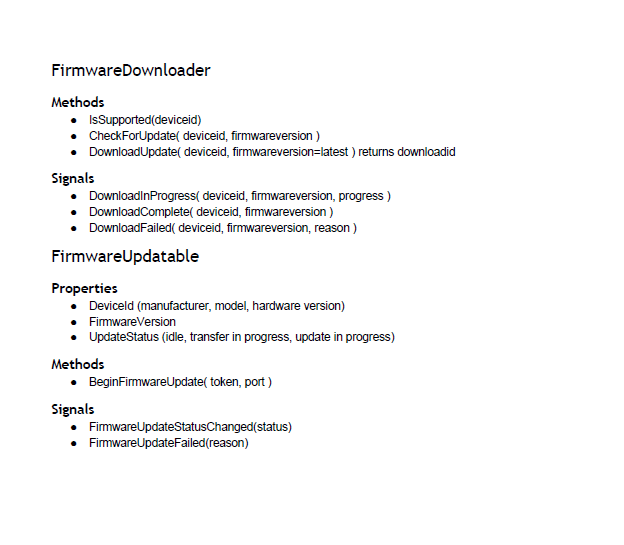 FirmwareDownloader
Methods
● IsSupported(deviceid)
● CheckForUpdate( deviceid, firmwareversion )
● DownloadUpdate( deviceid, firmwareversion=latest ) returns downloadid
Signals
● DownloadInProgress( deviceid, firmwareversion, progress )
● DownloadComplete( deviceid, firmwareversion )
● DownloadFailed( deviceid, firmwareversion, reason )
FirmwareUpdatable
Properties
● DeviceId (manufacturer, model, hardware version)
● FirmwareVersion
● UpdateStatus (idle, transfer in progress, update in progress)
Methods
● BeginFirmwareUpdate( token, port )
Signals
● FirmwareUpdateStatusChanged(status)
● FirmwareUpdateFailed(reason)